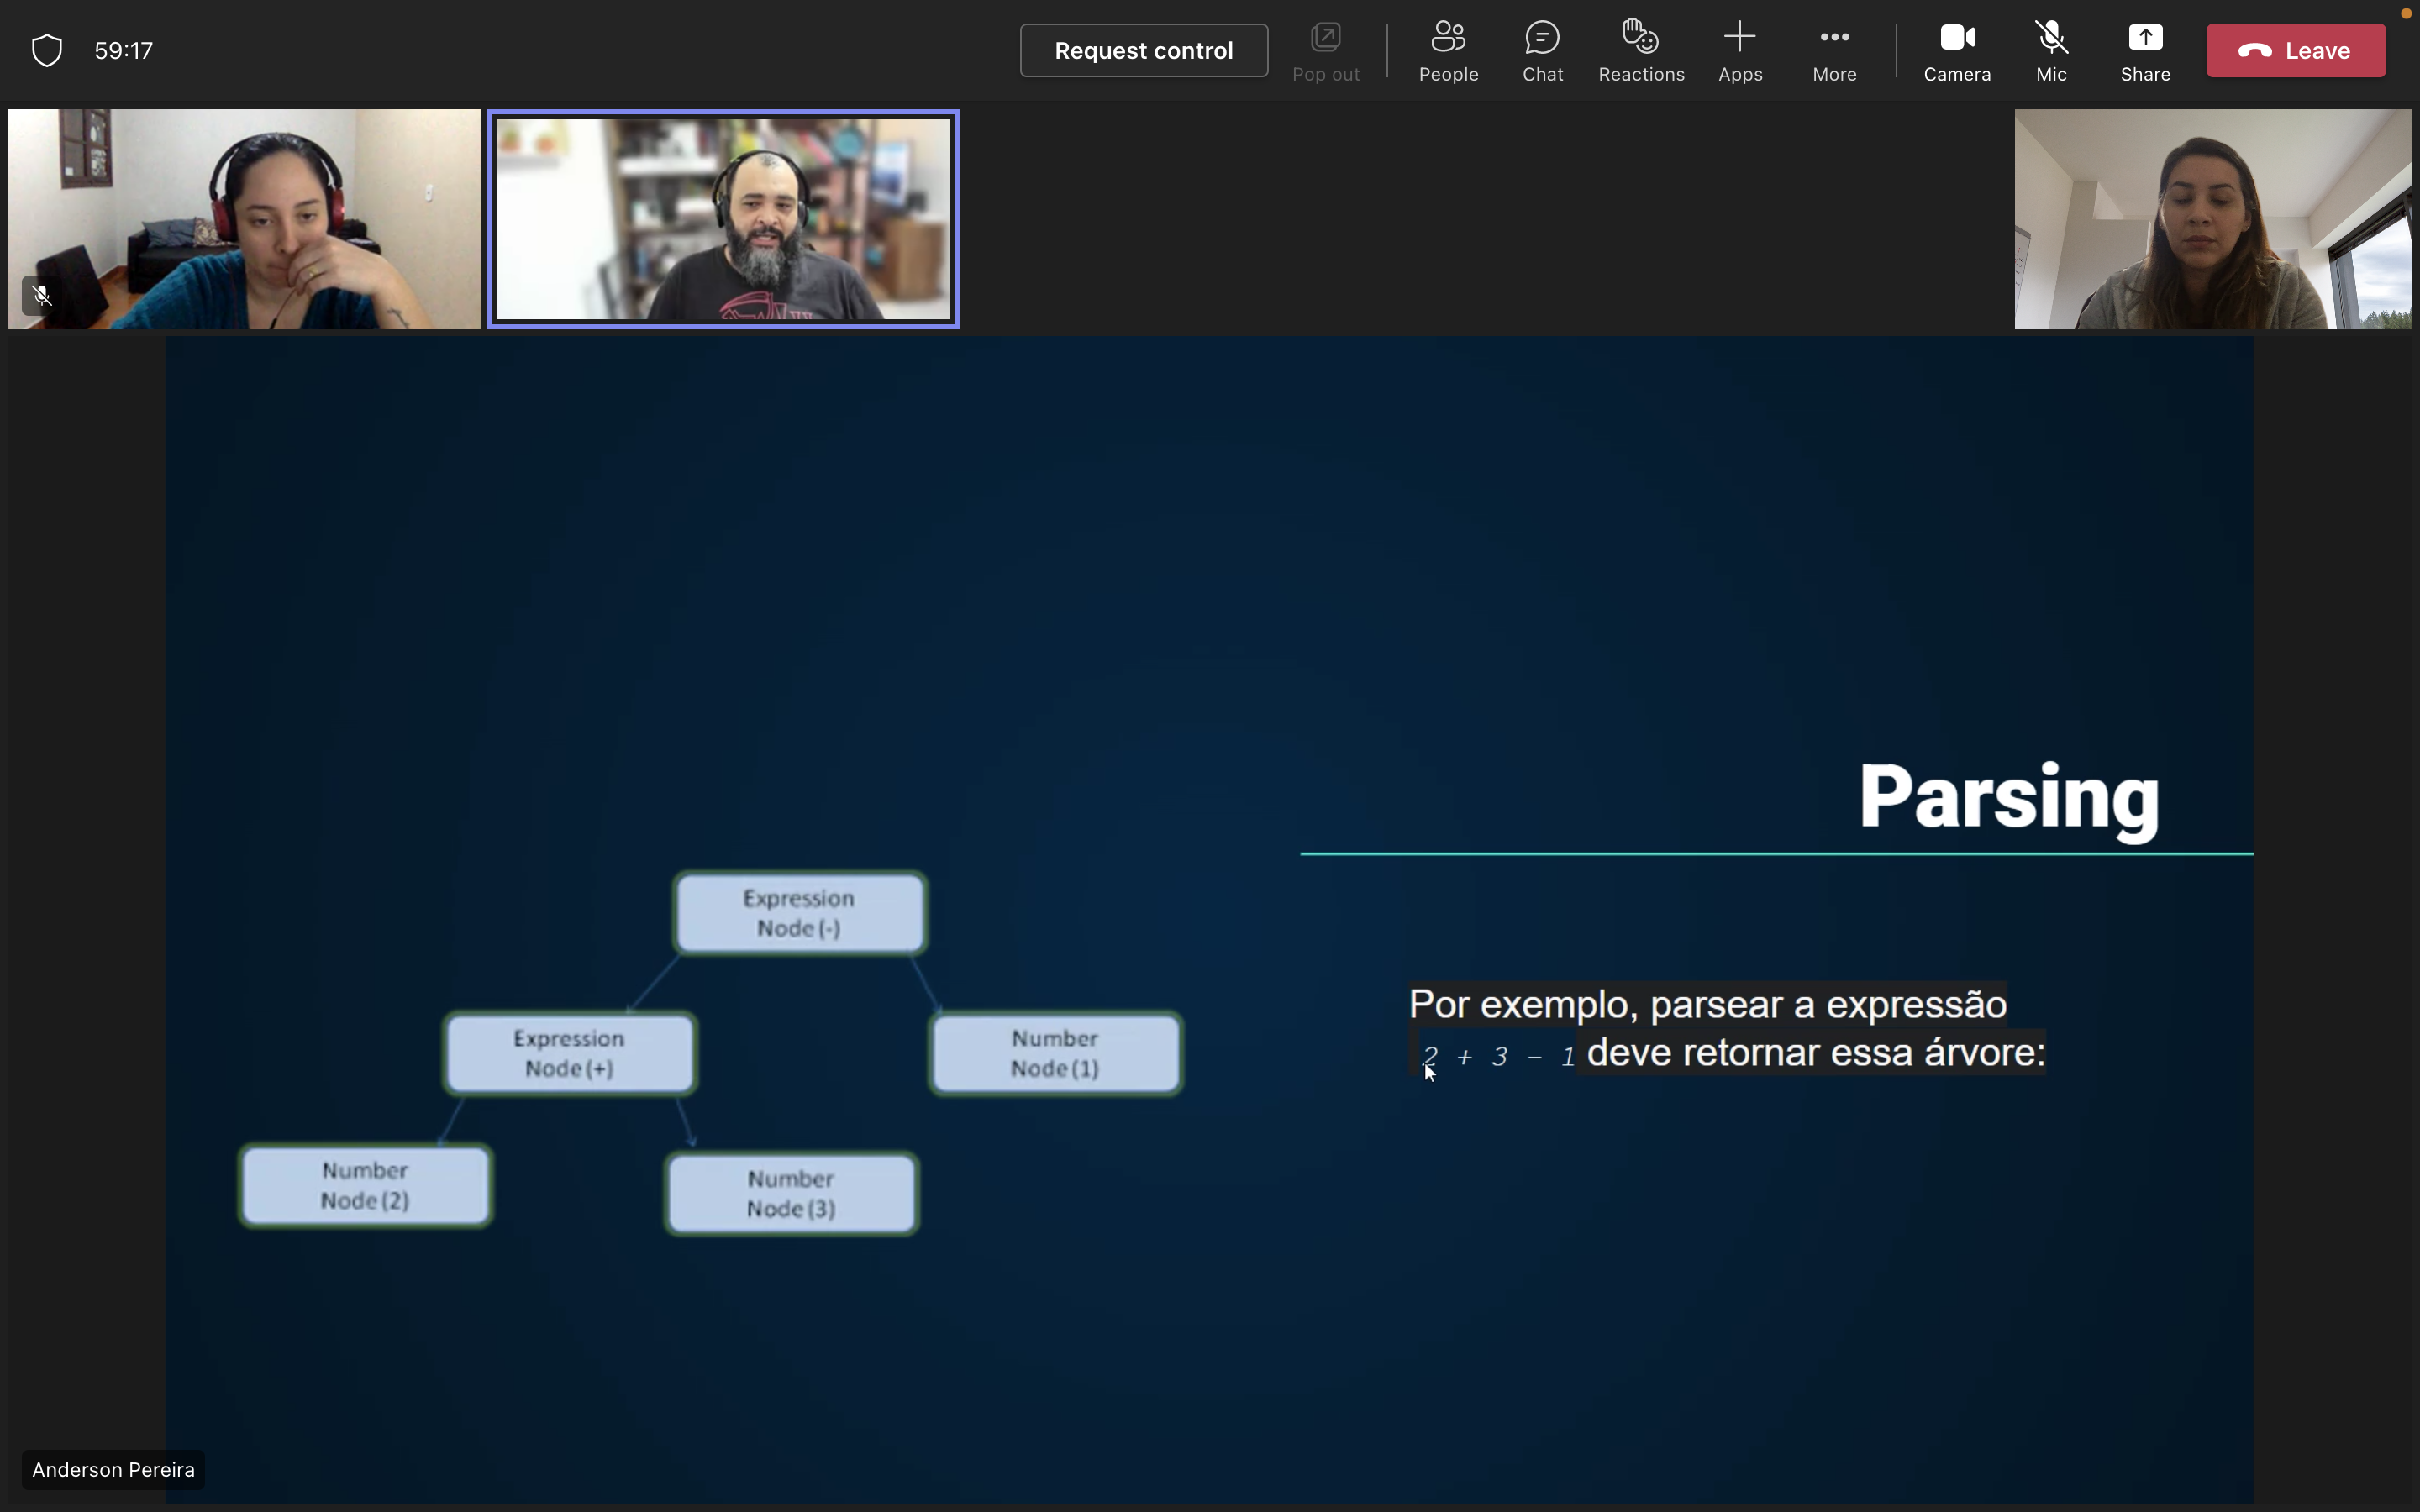 59:17
Request control
Pop out
People
Chat
Reactions
Apps
More
Camera
Mic
Share
Leave
Parsing
Expression
Node (-)
Expression
Node (+)
Number
Node (1)
Number
Node (2)
Number
Node (3)
Por exemplo, parsear a expressão
2 + 3 - 1 deve retornar essa árvore:
Anderson Pereira